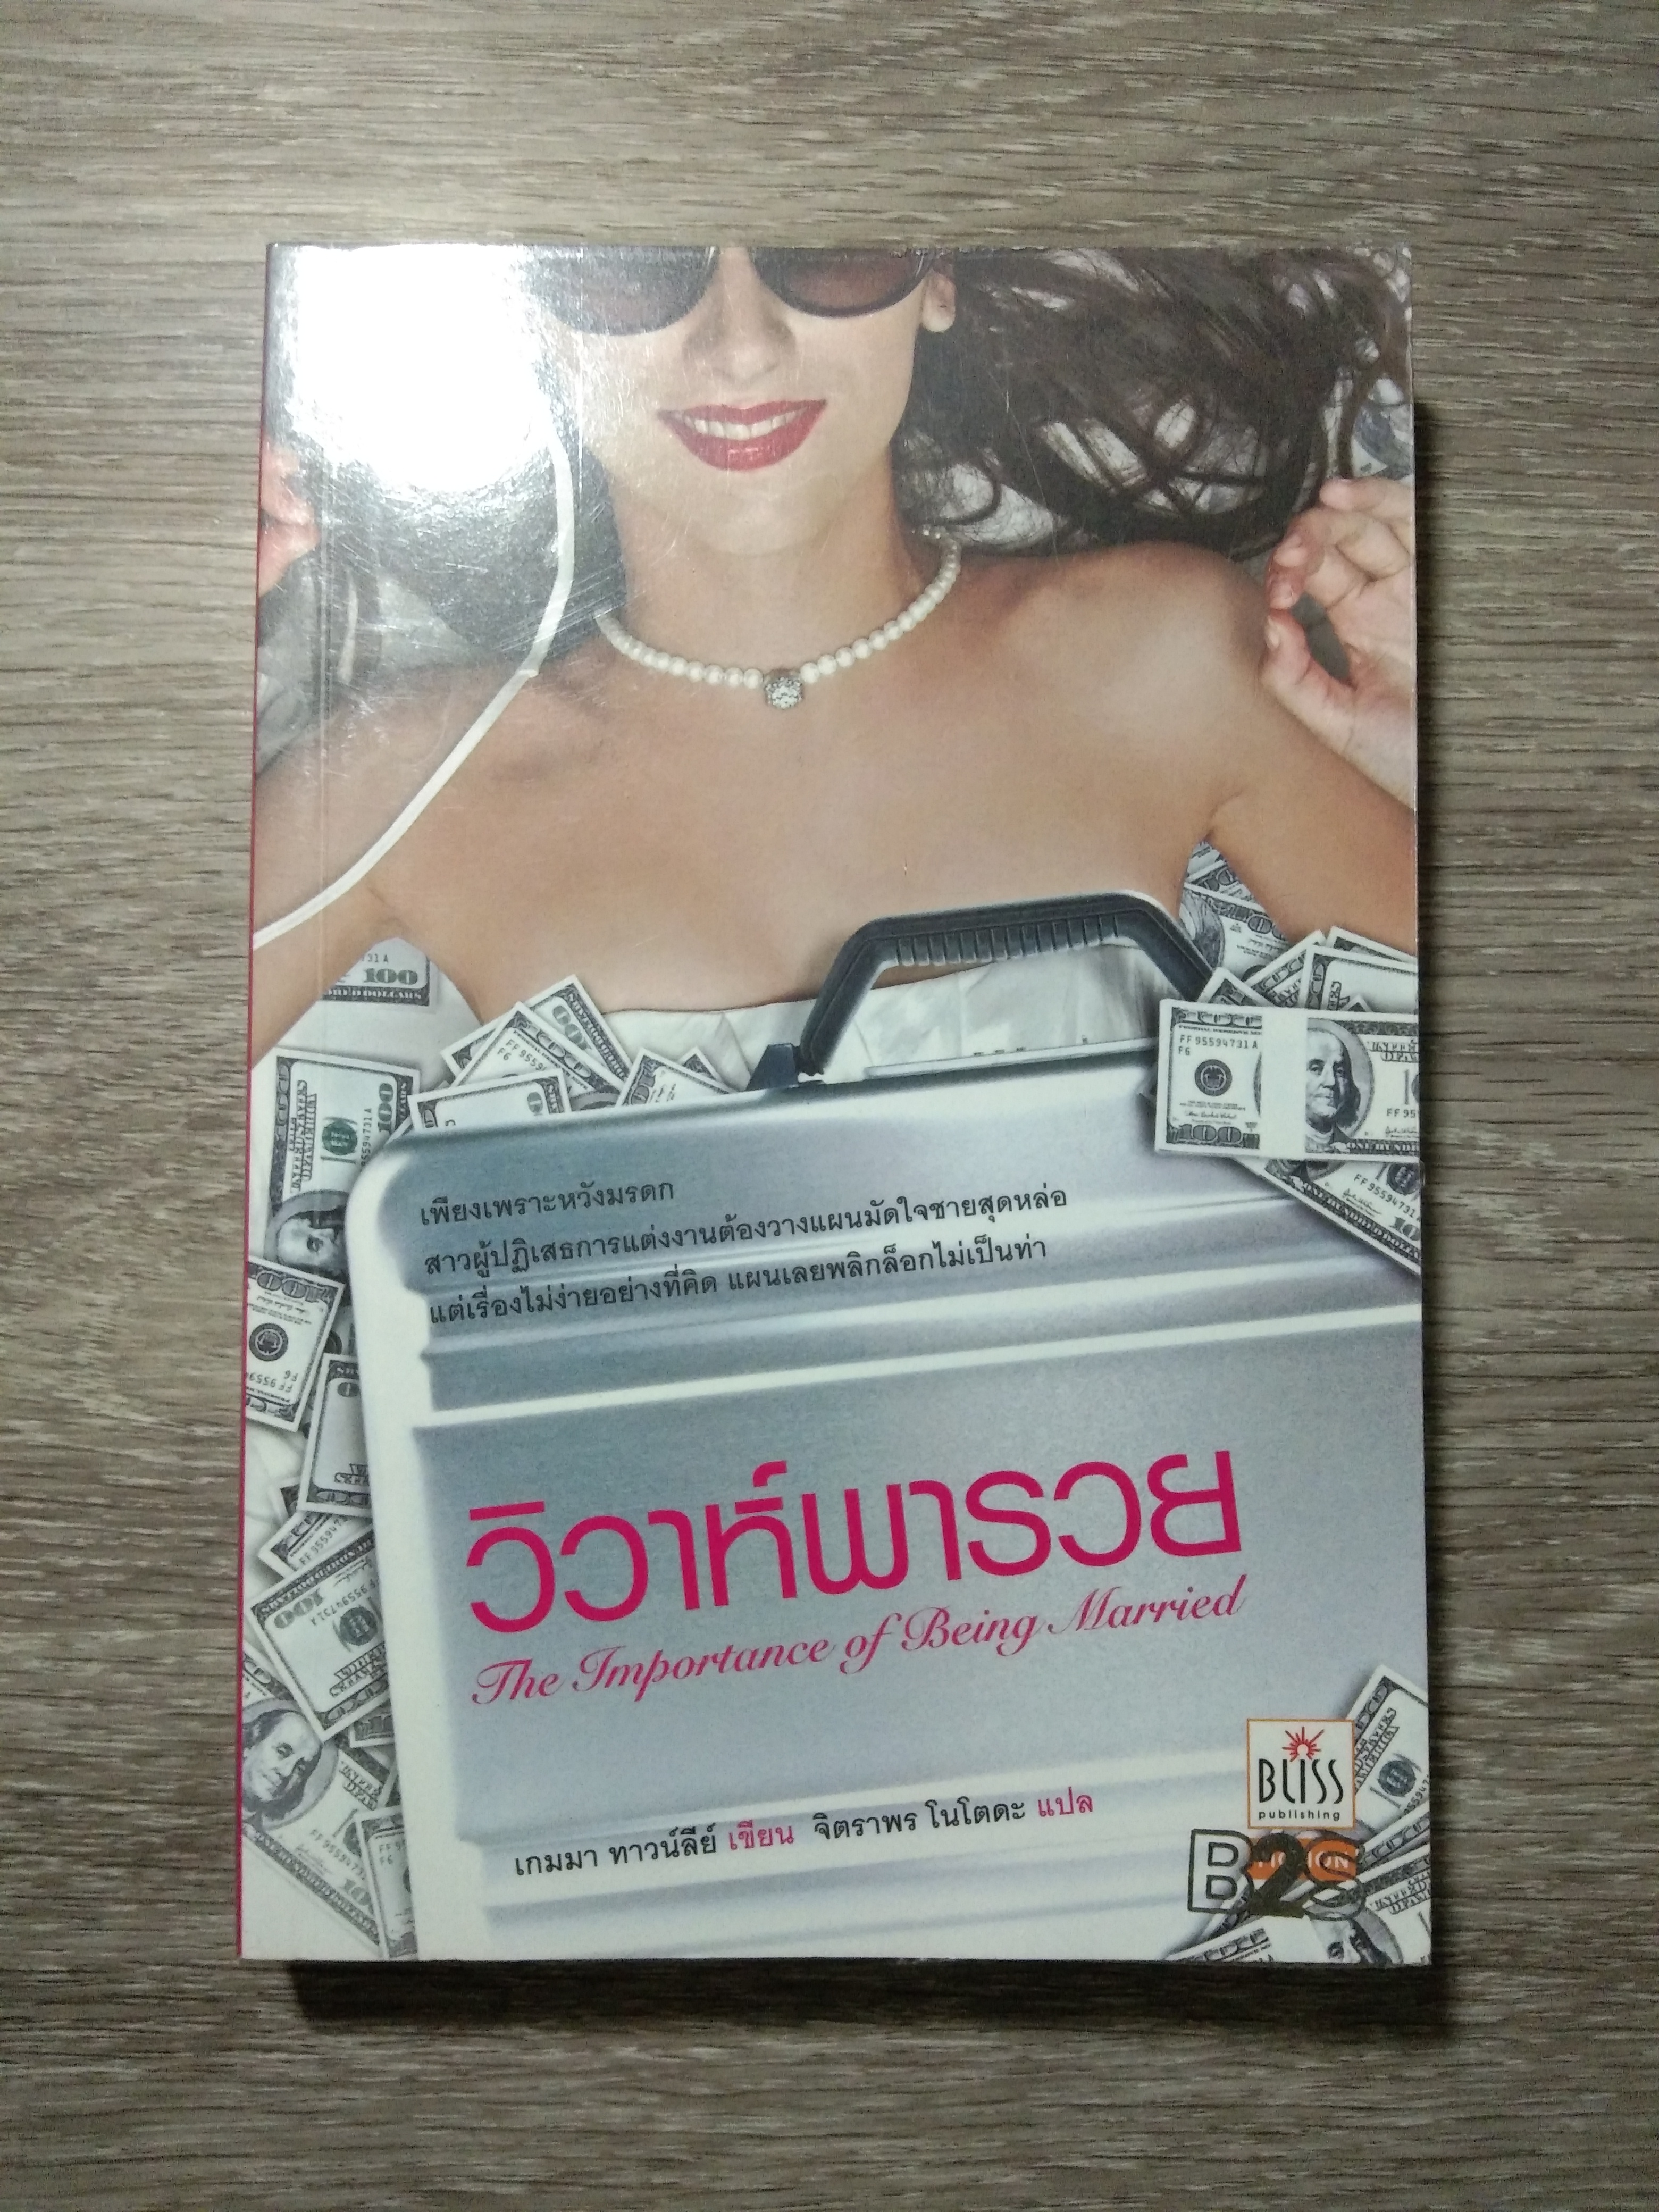 เพียงเพราะหวังมรดก
สาวผู้ปฏิเสธการแต่งงานต้องวางแผนมัดใจชายสุดหล่อ
แต่เรื่องไม่ง่ายอย่างที่คิด แผนเลยพลิกล็อกไม่เป็นท่า
วิวาห์พารวย
The Importance of Being Married
เกมมา ทาวน์ลีย์ เขียน จิตราพร โนโตดะ แปล
BLISS
publishing
B2S
FF 95594731 A
F6
100